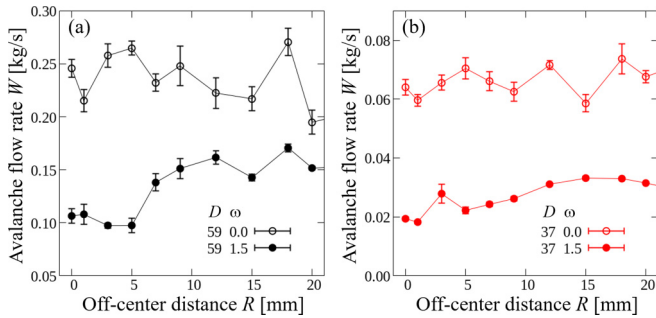 (a)
Avalanche flow rate W [kg/s]
0.30
0.25
0.20
0.15
0.10
0.05
D ω
59 0.0
59 1.5
0 5 10 15 20
Off-center distance R [mm]
(b)
Avalanche flow rate W [kg/s]
0.08
0.06
0.04
0.02
0.00
D ω
37 0.0
37 1.5
0 5 10 15 20
Off-center distance R [mm]